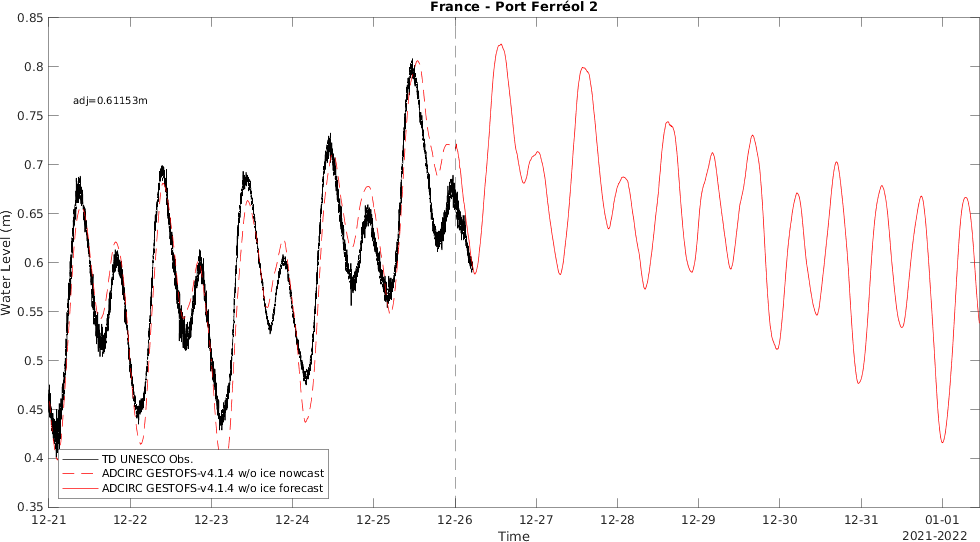 France - Port Ferréol 2
0.85
0.8
0.75
0.7
0.65
0.6
0.55
0.5
0.45
0.4
0.35
Water Level (m)
adj=0.61153m
TD UNESCO Obs.
ADCIRC GESTOFS-v4.1.4 w/o ice nowcast
ADCIRC GESTOFS-v4.1.4 w/o ice forecast
12-21 12-22 12-23 12-24 12-25 12-26 12-27 12-28 12-29 12-30 12-31 01-01
Time
2021-2022